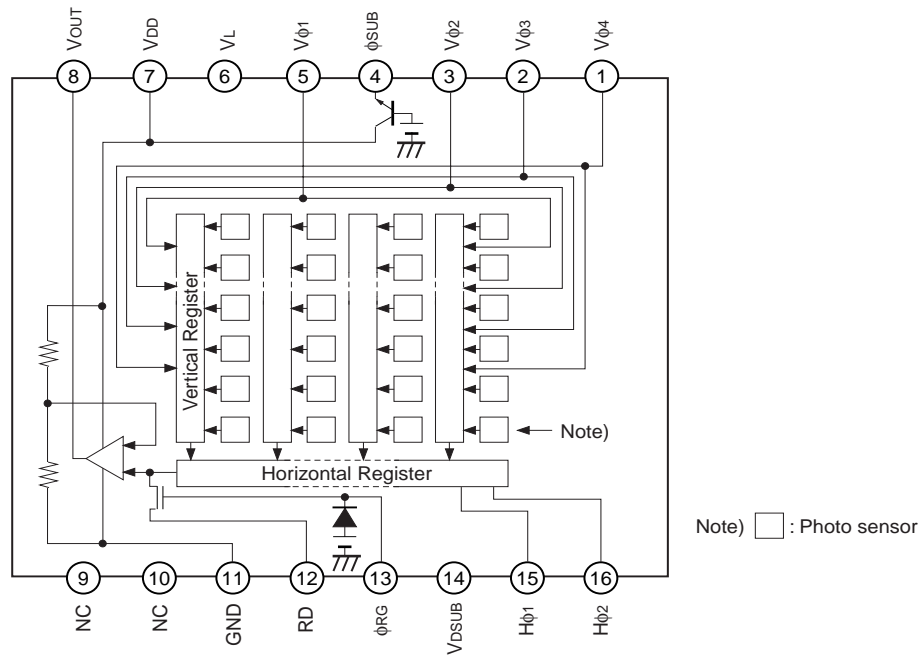 VOUT
VDD
VL
Vϕ1
ϕSUB
Vϕ2
Vϕ3
Vϕ4
8
7
6
5
4
3
2
1
Vertical Register
Note)
Horizontal Register
Note) : Photo sensor
9
10
11
12
13
14
15
16
NC
NC
GND
RD
ϕRG
VDSUB
Hϕ1
Hϕ2